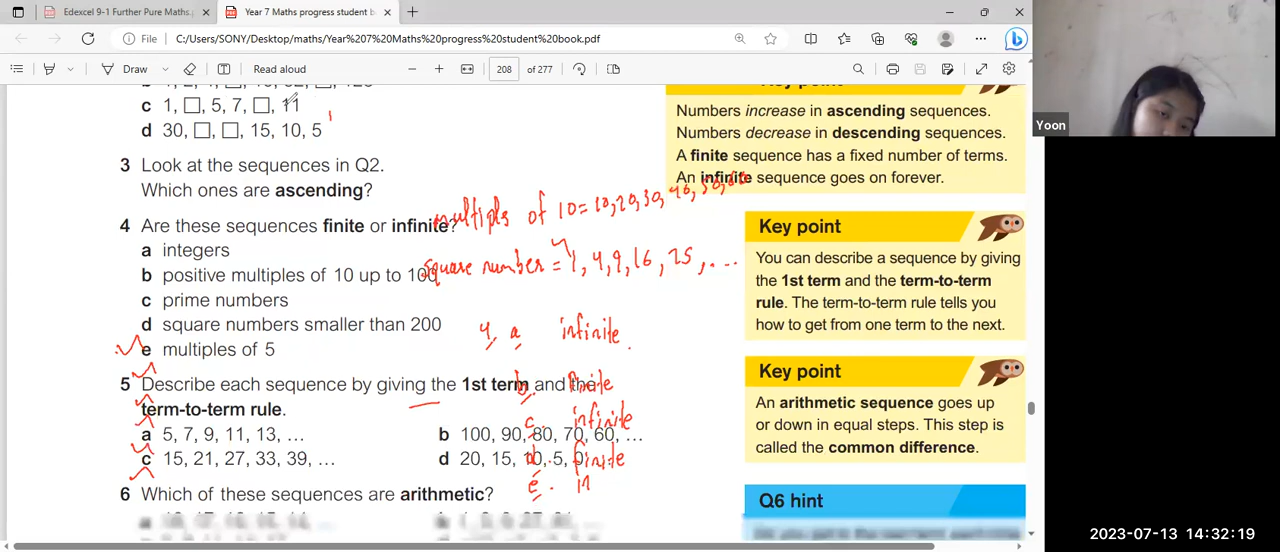 Edexcel 9-1 Further Pure Maths.
Year 7 Maths progress student b
File
C:/Users/SONY/Desktop/maths/Year%207%20Maths%20progress%20student%20book.pdf
Draw
Read aloud
208 of 277
c 1, □, 5, 7, □, 11
d 30, □, □, 15, 10, 5
3 Look at the sequences in Q2.
Which ones are ascending?
multiples of 10 = 10, 20, 30, 40, 50, 60
4 Are these sequences finite or infinite?
a integers
square number = 1, 4, 9, 16, 25, ...
b positive multiples of 10 up to 100
c prime numbers
d square numbers smaller than 200
e multiples of 5
4, a infinite
b. finite
c. infinite
d. finite
e. in
5 Describe each sequence by giving the 1st term and the
term-to-term rule.
a 5, 7, 9, 11, 13, …
b 100, 90, 80, 70, 60, …
c 15, 21, 27, 33, 39, …
d 20, 15, 10, 5, 0
6 Which of these sequences are arithmetic?
Key point
Numbers increase in ascending sequences.
Numbers decrease in descending sequences.
A finite sequence has a fixed number of terms.
An infinite sequence goes on forever.
Key point
You can describe a sequence by giving
the 1st term and the term-to-term
rule. The term-to-term rule tells you
how to get from one term to the next.
Key point
An arithmetic sequence goes up
or down in equal steps. This step is
called the common difference.
Q6 hint
Yoon
2023-07-13 14:32:19